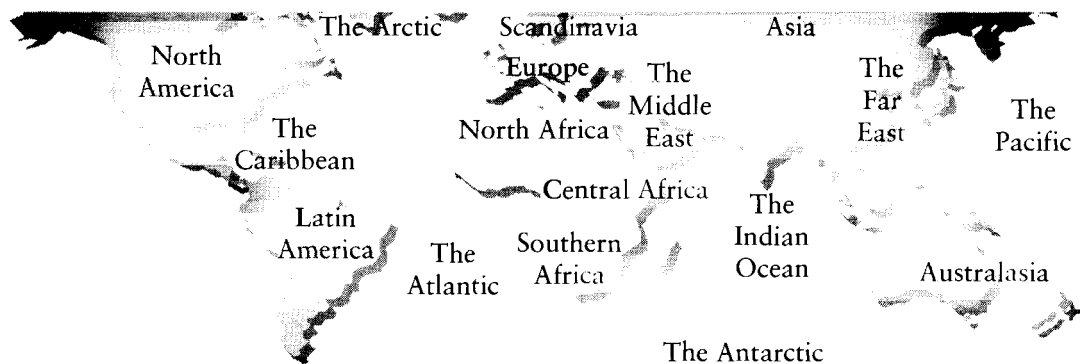 The Arctic
Scandinavia
Asia
North
America
Europe
The
Middle
East
The
Far
East
The
Pacific
The
Caribbean
North Africa
Central Africa
Latin
America
The
Atlantic
Southern
Africa
The
Indian
Ocean
Australasia
The Antarctic